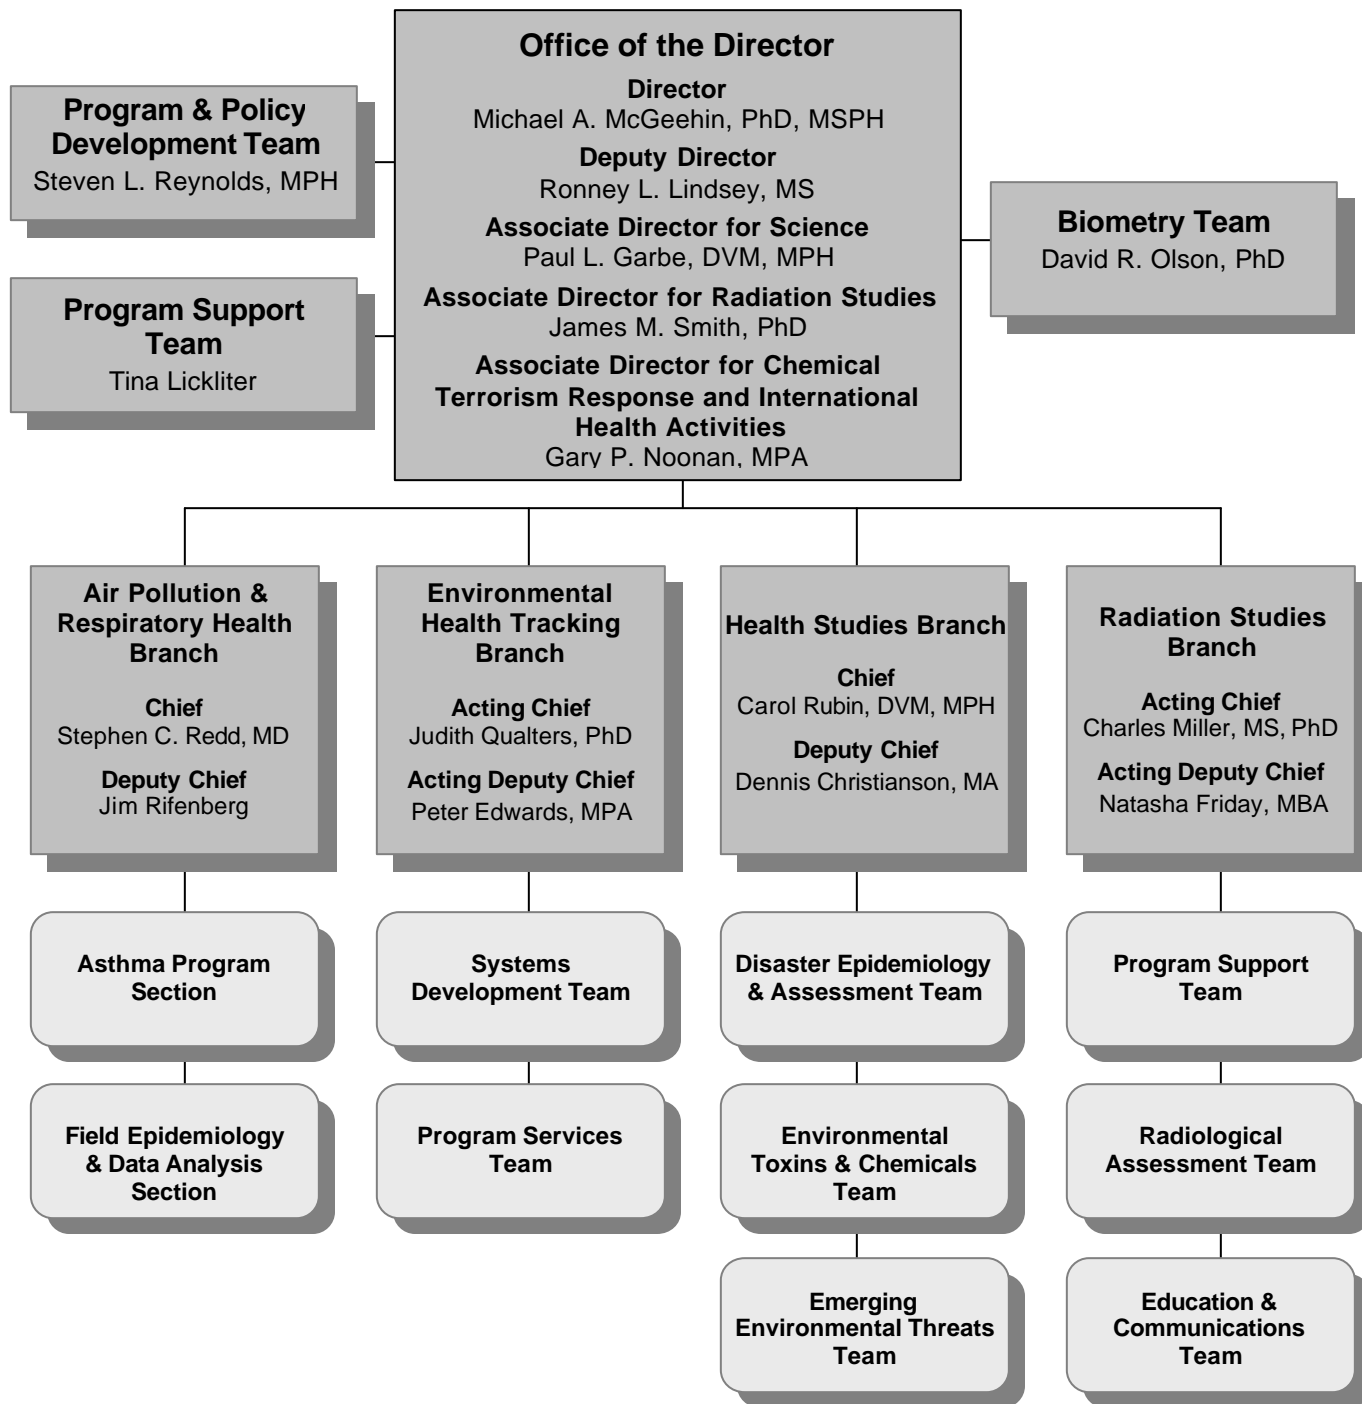 Office of the Director
Director
Michael A. McGeehin, PhD, MSPH
Deputy Director
Ronney L. Lindsey, MS
Associate Director for Science
Paul L. Garbe, DVM, MPH
Associate Director for Radiation Studies
James M. Smith, PhD
Associate Director for Chemical
Terrorism Response and International
Health Activities
Gary P. Noonan, MPA
Program & Policy
Development Team
Steven L. Reynolds, MPH
Program Support
Team
Tina Lickliter
Biometry Team
David R. Olson, PhD
Air Pollution &
Respiratory Health
Branch
Chief
Stephen C. Redd, MD
Deputy Chief
Jim Rifenberg
Environmental
Health Tracking
Branch
Acting Chief
Judith Qualters, PhD
Acting Deputy Chief
Peter Edwards, MPA
Health Studies Branch
Chief
Carol Rubin, DVM, MPH
Deputy Chief
Dennis Christianson, MA
Radiation Studies
Branch
Acting Chief
Charles Miller, MS, PhD
Acting Deputy Chief
Natasha Friday, MBA
Asthma Program
Section
Systems
Development Team
Disaster Epidemiology
& Assessment Team
Program Support
Team
Field Epidemiology
& Data Analysis
Section
Program Services
Team
Environmental
Toxins & Chemicals
Team
Radiological
Assessment Team
Emerging
Environmental Threats
Team
Education &
Communications
Team